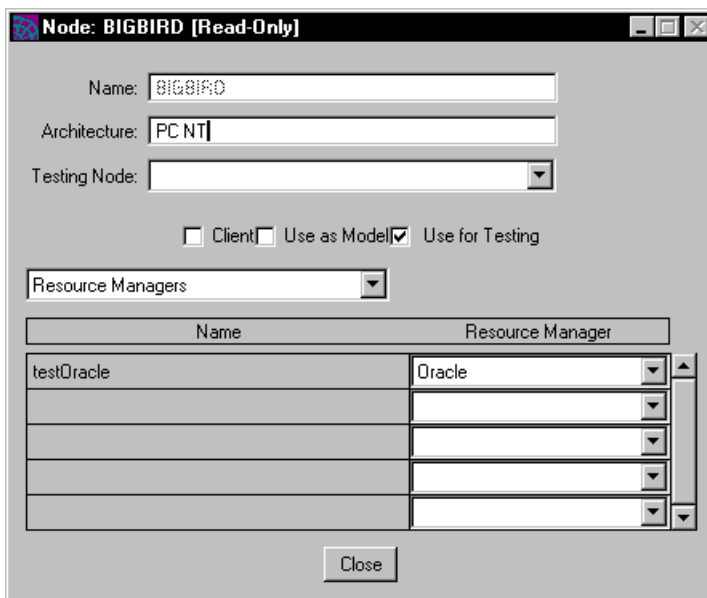 Node: BIGBIRD [Read-Only]
Name: BIGBIRD
Architecture: PC NT
Testing Node:
Client Use as Model Use for Testing
Resource Managers
Name Resource Manager
testOracle Oracle
Close